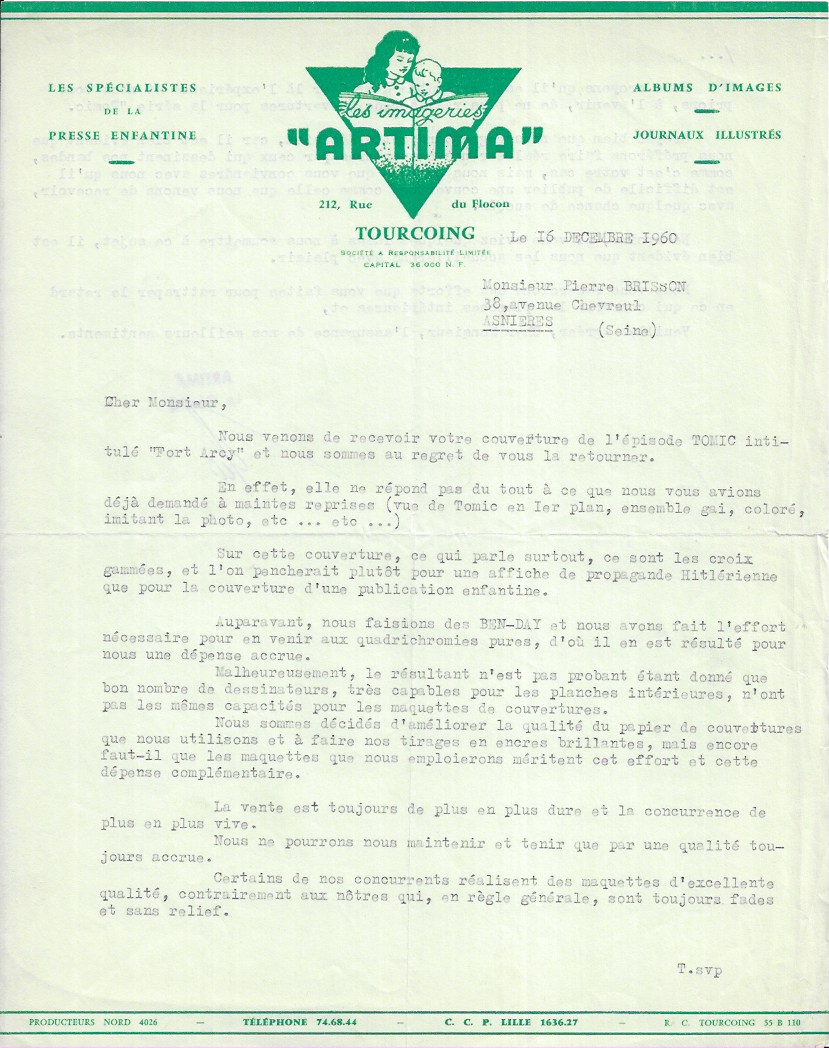 LES SPÉCIALISTES
DE LA
PRESSE ENFANTINE
les imageries
"ARTIMA"
ALBUMS D'IMAGES
JOURNAUX ILLUSTRÉS
212, Rue du Flocon
TOURCOING
SOCIÉTÉ A RESPONSABILITÉ LIMITÉE
CAPITAL 36.000 N. F.
Le 16 DECEMBRE 1960
Monsieur Pierre BRISSON
38,avenue Chevreul
ASNIERES (Seine)
Cher Monsieur,
Nous venons de recevoir votre couverture de l'épisode TOMIC inti-
tulé "Fort Arcy" et nous sommes au regret de vous la retourner.
En effet, elle ne répond pas du tout à ce que nous vous avions
déjà demandé à maintes reprises (vue de Tomic en Ier plan, ensemble gai, coloré,
imitant la photo, etc ... etc ...)
Sur cette couverture, ce qui parle surtout, ce sont les croix
gammées, et l'on pencherait plutôt pour une affiche de propagande Hitlérienne
que pour la couverture d'une publication enfantine.
Auparavant, nous faisions des BEN-DAY et nous avons fait l'effort
nécessaire pour en venir aux quadrichromies pures, d'où il en est résulté pour
nous une dépense accrue.
Malheureusement, le résultant n'est pas probant étant donné que
bon nombre de dessinateurs, très capables pour les planches intérieures, n'ont
pas les mêmes capacités pour les maquettes de couvertures.
Nous sommes décidés d'améliorer la qualité du papier de couvertures
que nous utilisons et à faire nos tirages en encres brillantes, mais encore
faut-il que les maquettes que nous emploierons méritent cet effort et cette
dépense complémentaire.
La vente est toujours de plus en plus dure et la concurrence de
plus en plus vive.
Nous ne pourrons nous maintenir et tenir que par une qualité tou-
jours accrue.
Certains de nos concurrents réalisent des maquettes d'excellente
qualité, contrairement aux nôtres qui, en règle générale, sont toujours fades
et sans relief.
T.svp
PRODUCTEURS NORD 4026 — TÉLÉPHONE 74.68.44 — C. C. P. LILLE 1636.27 — R. C. TOURCOING 55 B 110